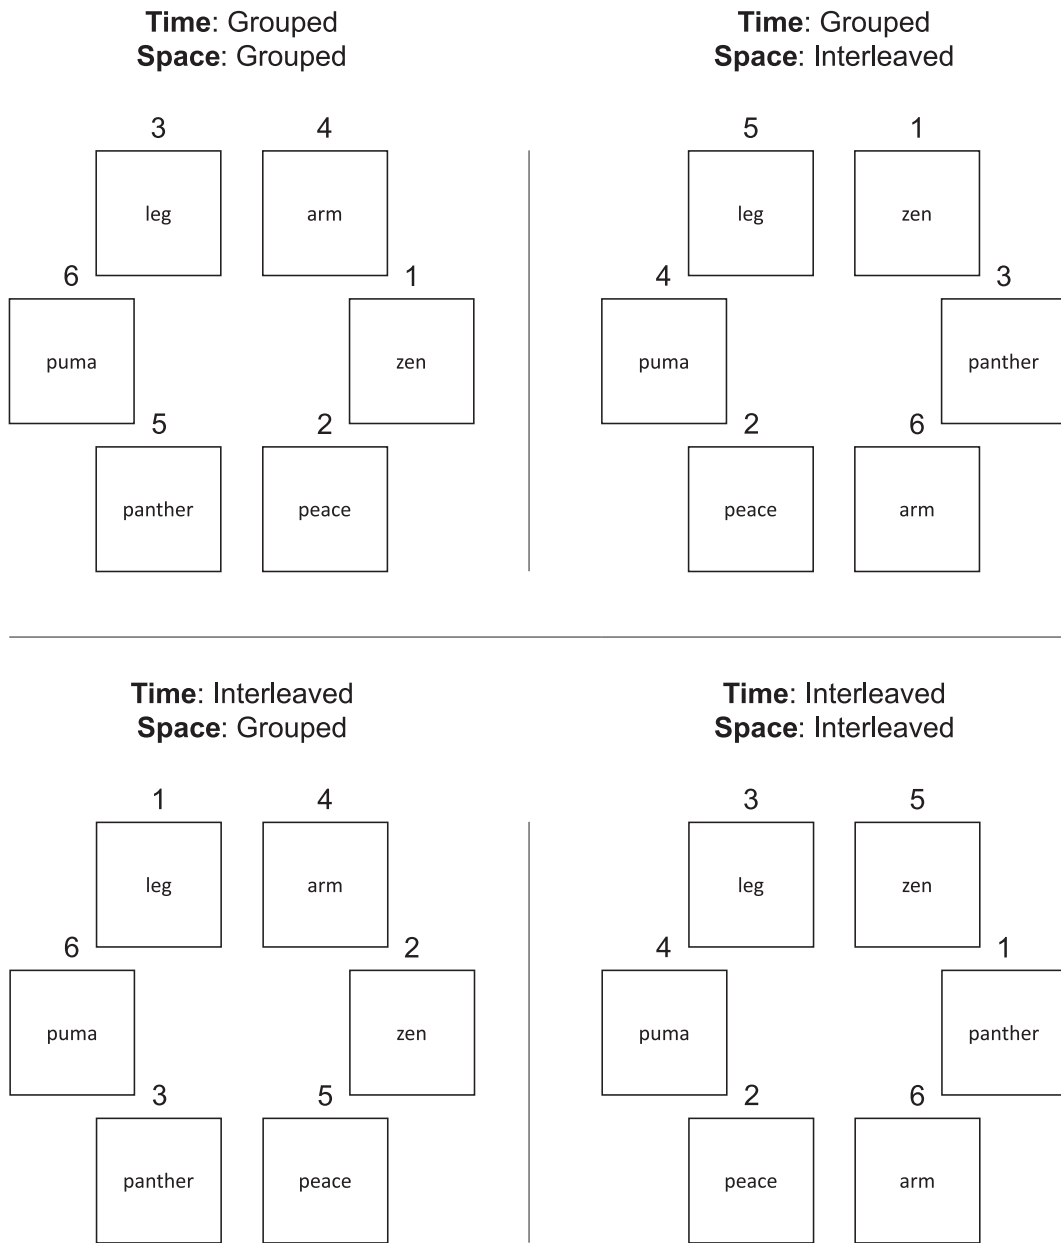 Time: Grouped
Space: Grouped
3 4
leg arm
6 1
puma zen
5 2
panther peace
Time: Grouped
Space: Interleaved
5 1
leg zen
4 3
puma panther
2 6
peace arm
Time: Interleaved
Space: Grouped
1 4
leg arm
6 2
puma zen
3 5
panther peace
Time: Interleaved
Space: Interleaved
3 5
leg zen
4 1
puma panther
2 6
peace arm